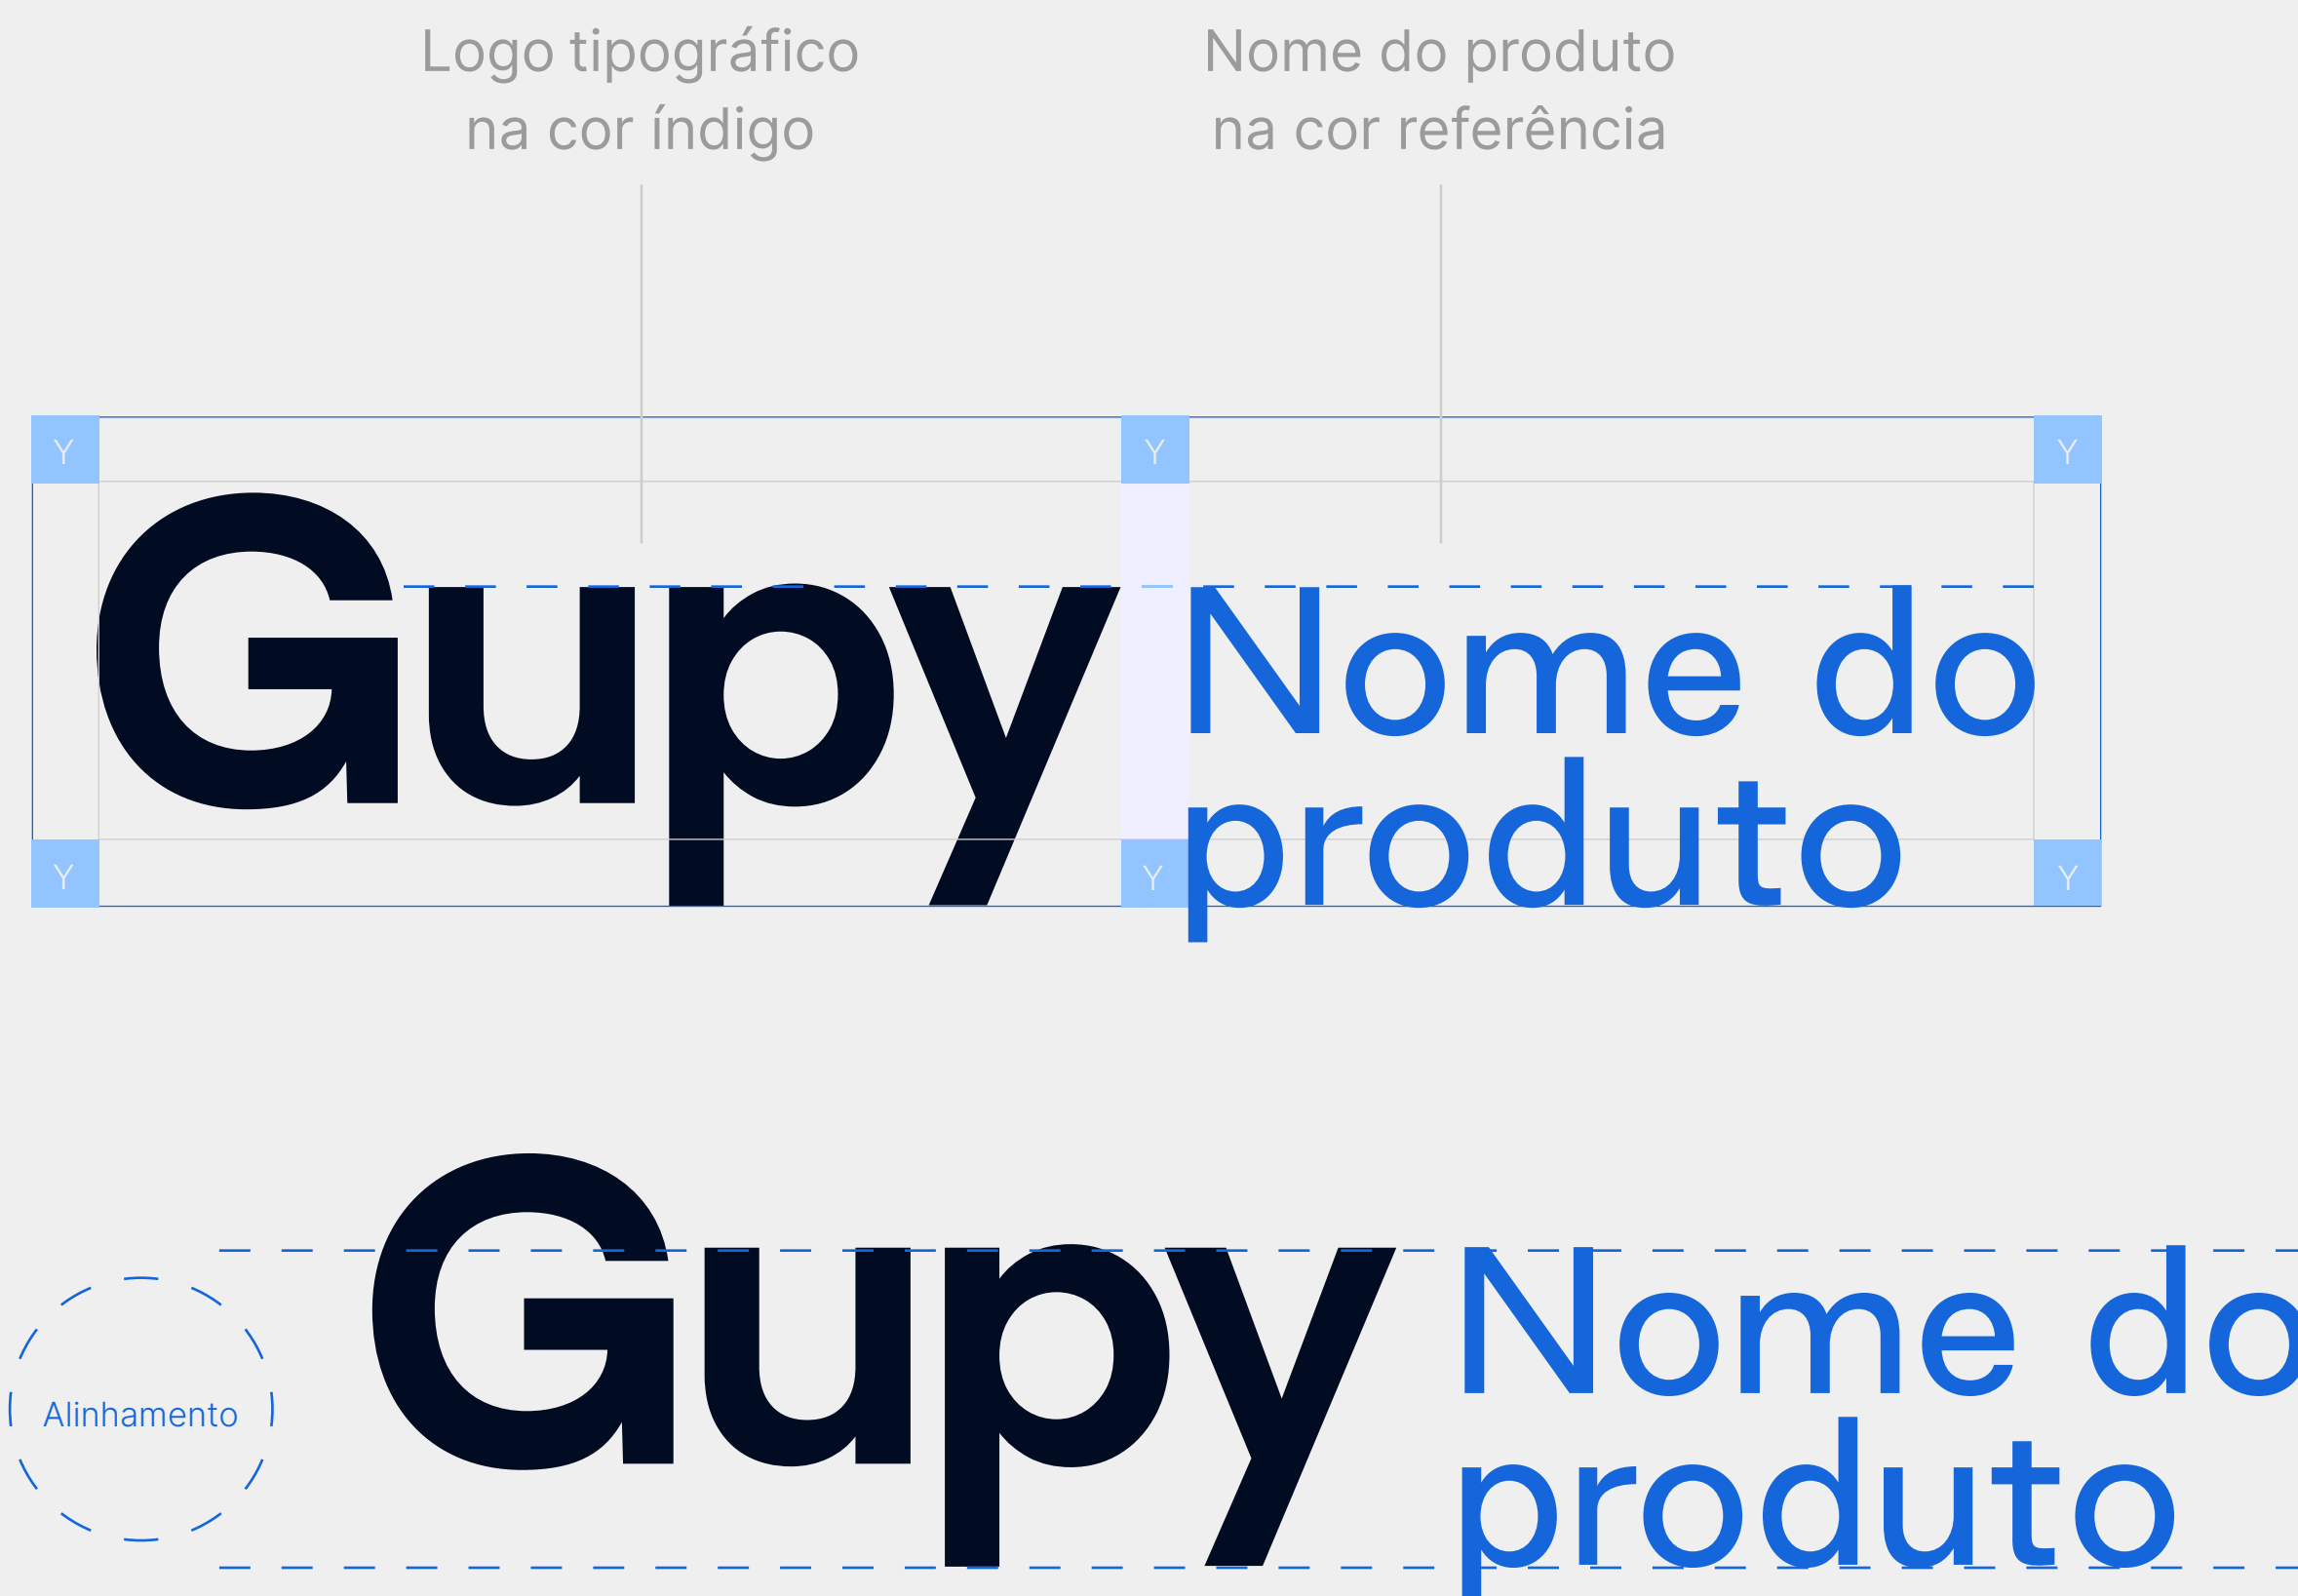 Logo tipográfico
na cor índigo
Nome do produto
na cor referência
Y
Y
Y
Gupy
Nome do
produto
Y
Y
Y
Gupy
Nome do
produto
Alinhamento